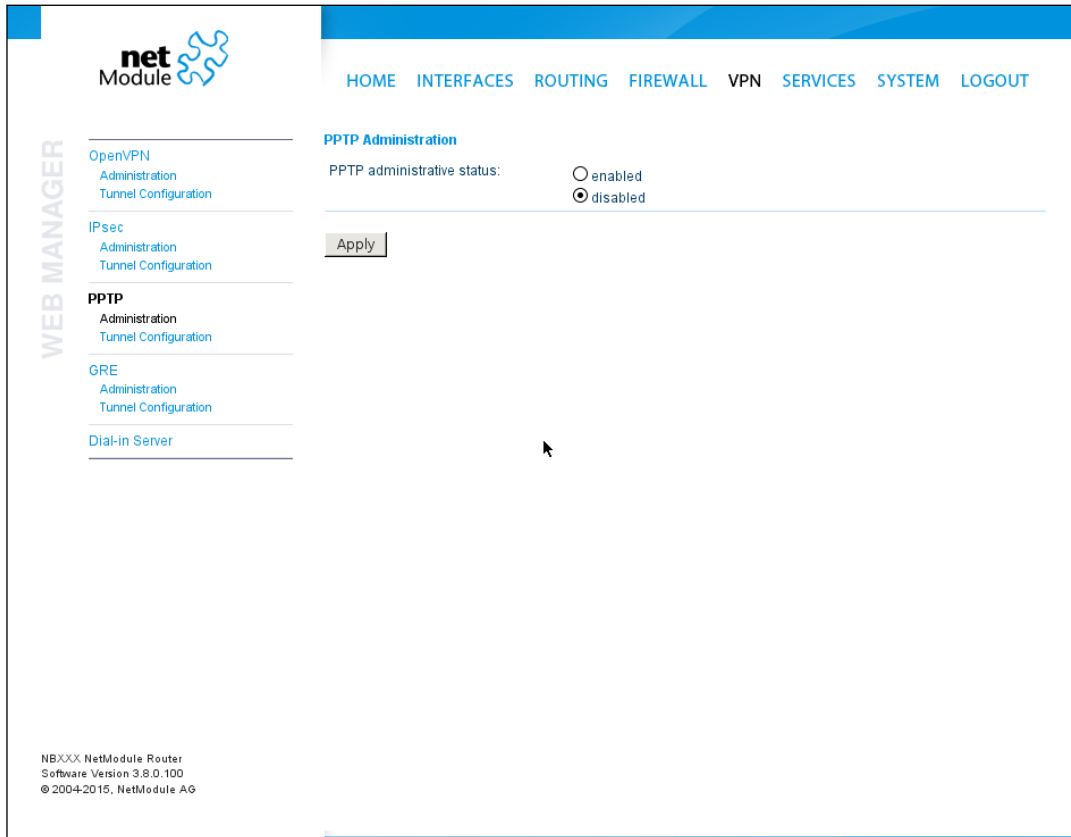 net
Module
HOME INTERFACES ROUTING FIREWALL VPN SERVICES SYSTEM LOGOUT
WEB MANAGER
OpenVPN
Administration
Tunnel Configuration
IPsec
Administration
Tunnel Configuration
PPTP
Administration
Tunnel Configuration
GRE
Administration
Tunnel Configuration
Dial-in Server
PPTP Administration
PPTP administrative status:
enabled
disabled
Apply
NBXXX NetModule Router
Software Version 3.8.0.100
© 2004-2015, NetModule AG